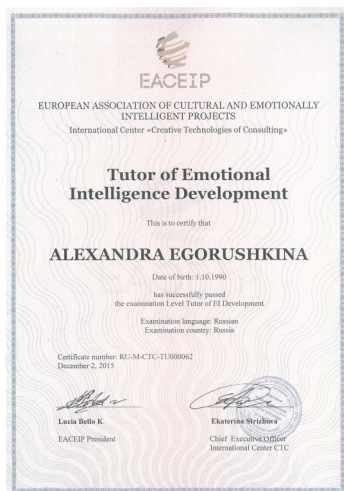 EACEIP
EUROPEAN ASSOCIATION OF CULTURAL AND EMOTIONALLY
INTELLIGENT PROJECTS
International Center «Creative Technologies of Consulting»
Tutor of Emotional
Intelligence Development
This is to certify that
ALEXANDRA EGORUSHKINA
Date of birth: 1.10.1990
has successfully passed
the examination Level Tutor of EI Development
Examination language: Russian
Examination country: Russia
Certificate number: RU-M-CTC-TU000062
December 2, 2015
Lucia Bello K
Ekaterina Strizhova
EACEIP President
Chief Executive Officer
International Center CTC